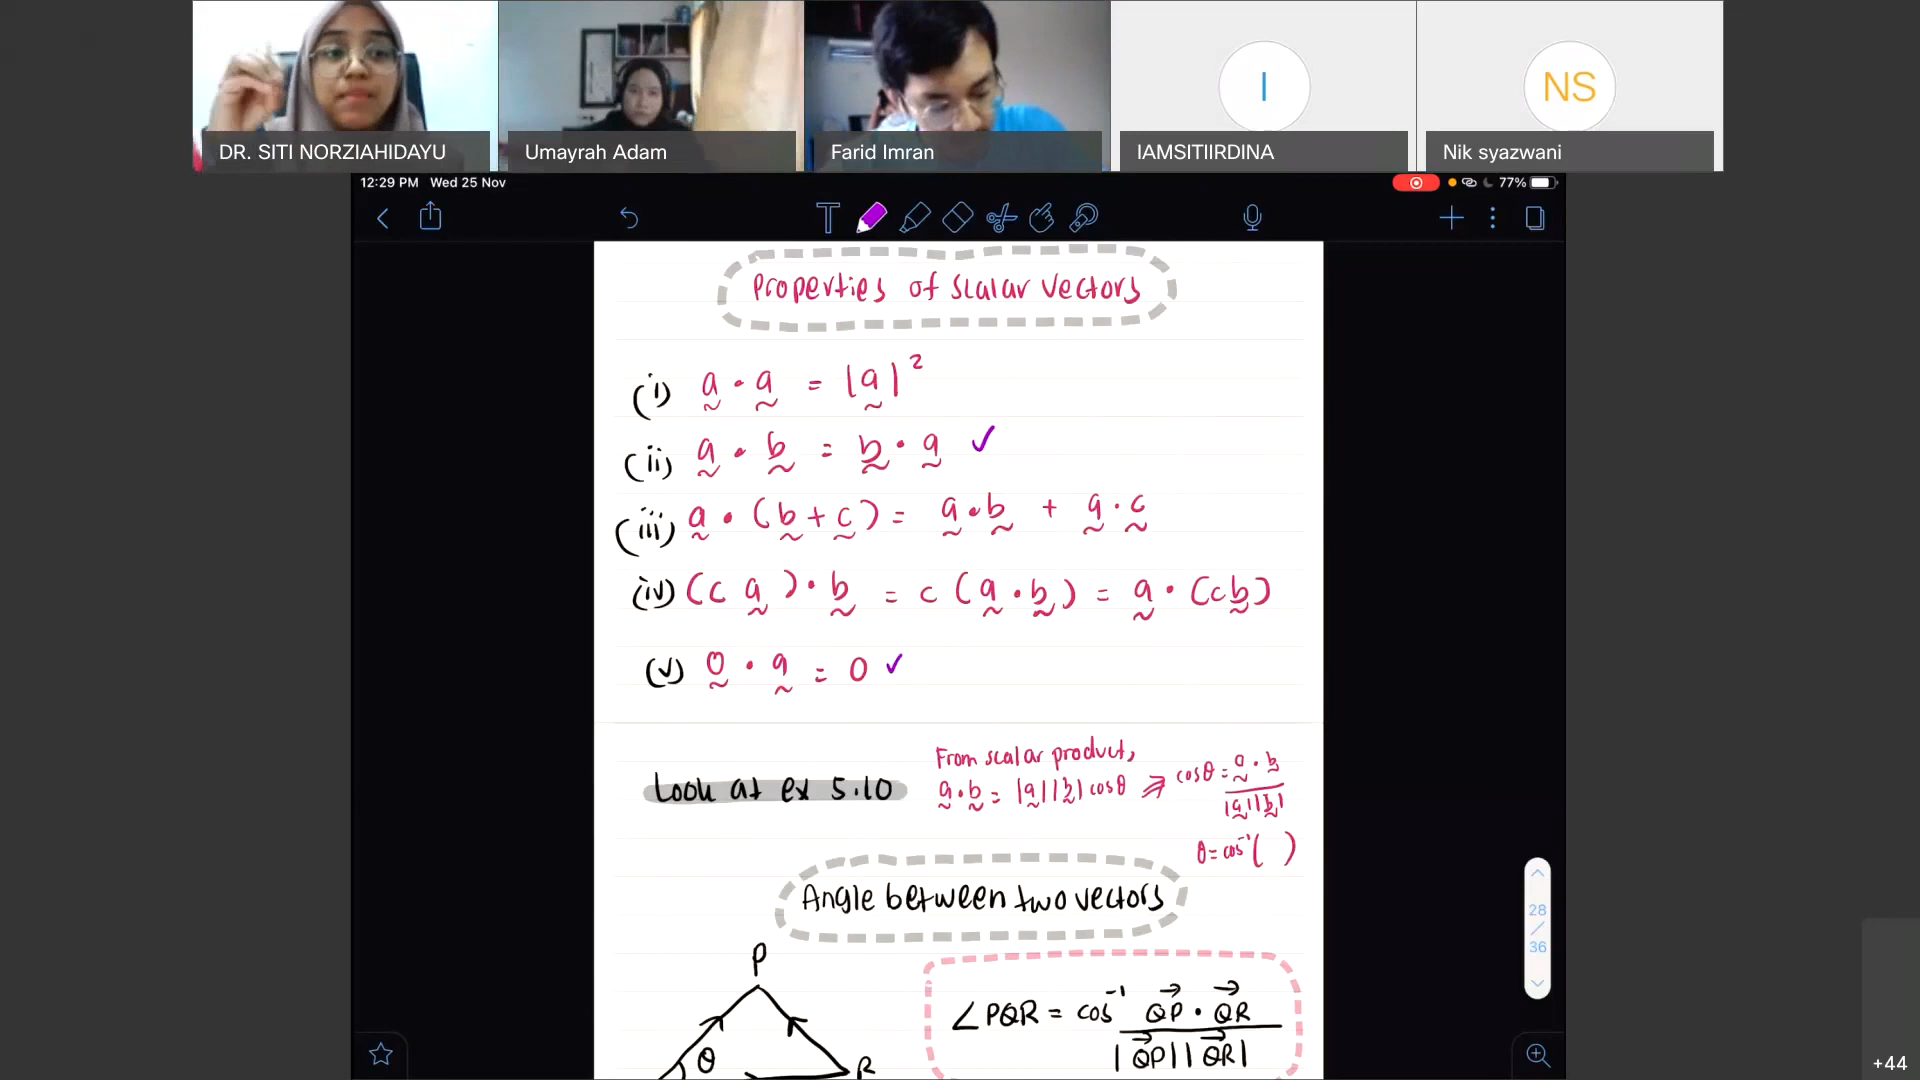 DR. SITI NORZIAHIDAYU
Umayrah Adam
Farid Imran
I
IAMSITIIRDINA
NS
Nik syazwani
12:29 PM Wed 25 Nov
77%
T
Properties of scalar vectors
(i) a • a = |a|²
(ii) a • b = b • a ✓
(iii) a • (b + c) = a • b + a • c
(iv) (c a) • b = c (a • b) = a • (cb)
(v) 0 • a = 0 ✓
Look at ex 5.10
From scalar product,
a • b = |a||b| cosθ ⇒ cosθ = a • b / |a||b|
θ = cos⁻¹( )
Angle between two vectors
P
θ
R
∠PQR = cos⁻¹ QP • QR
|QP||QR|
28
/
36
+44